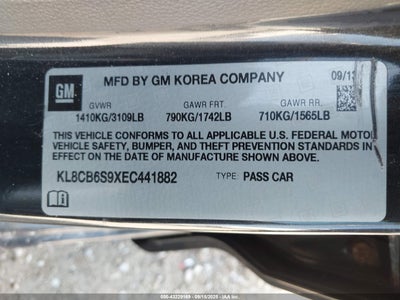 MFD BY GM KOREA COMPANY
09/13
GM
GVWR GAWR FRT. GAWR RR.
1410KG/3109LB 790KG/1742LB 710KG/1565LB
THIS VEHICLE CONFORMS TO ALL APPLICABLE U.S. FEDERAL MOTOR
VEHICLE SAFETY, BUMPER, AND THEFT PREVENTION STANDARDS
IN EFFECT ON THE DATE OF MANUFACTURE SHOWN ABOVE.
KL8CB6S9XEC441882 TYPE: PASS CAR